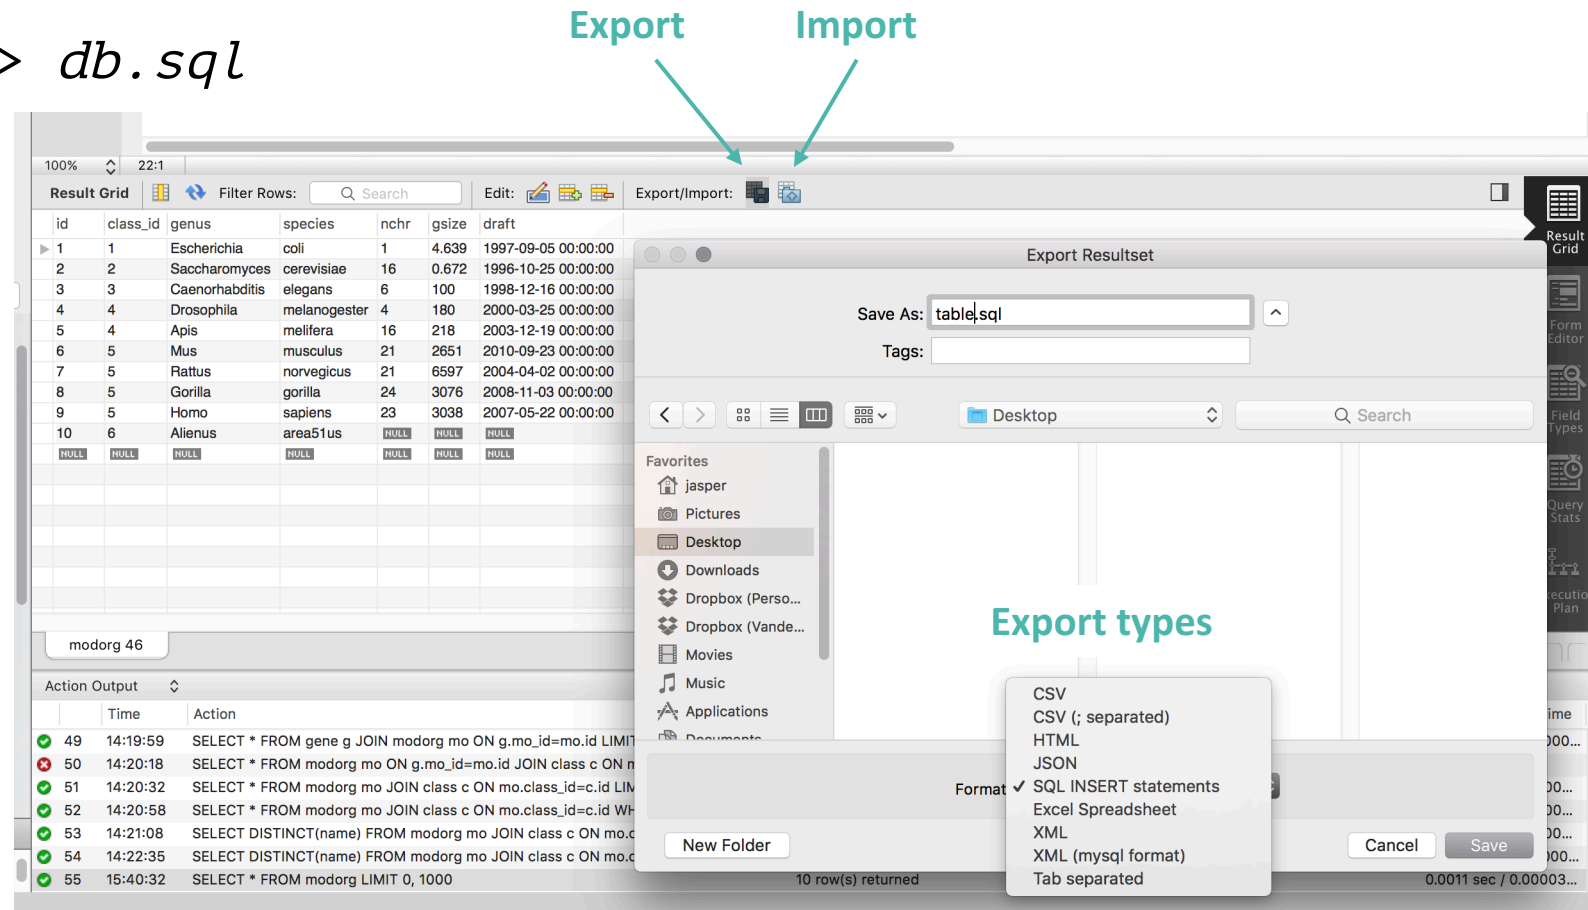 Export Import
> db.sql
100% 22:1
Result Grid Filter Rows: Search Edit: Export/Import:
id class_id genus species nchr gsize draft
1 1 Escherichia coli 1 4.639 1997-09-05 00:00:00
2 2 Saccharomyces cerevisiae 16 0.672 1996-10-25 00:00:00
3 3 Caenorhabditis elegans 6 100 1998-12-16 00:00:00
4 4 Drosophila melanogester 4 180 2000-03-25 00:00:00
5 4 Apis melifera 16 218 2003-12-19 00:00:00
6 5 Mus musculus 21 2651 2010-09-23 00:00:00
7 5 Rattus norvegicus 21 6597 2004-04-02 00:00:00
8 5 Gorilla gorilla 24 3076 2008-11-03 00:00:00
9 5 Homo sapiens 23 3038 2007-05-22 00:00:00
10 6 Alienus area51us NULL NULL NULL
NULL NULL NULL NULL NULL NULL NULL
modorg 46
Export Resultset
Save As: table.sql
Tags:
Desktop Search
Favorites
jasper
Pictures
Desktop
Downloads
Dropbox (Perso...
Dropbox (Vande...
Movies
Music
Applications
Documents
Export types
CSV
CSV (; separated)
HTML
JSON
Format ✓ SQL INSERT statements
Excel Spreadsheet
XML
XML (mysql format)
Tab separated
New Folder Cancel Save
Result
Grid
Form
Editor
Field
Types
Query
Stats
Plan
Action Output
Time Action ime
49 14:19:59 SELECT * FROM gene g JOIN modorg mo ON g.mo_id=mo.id LIMIT 000...
50 14:20:18 SELECT * FROM modorg mo ON g.mo_id=mo.id JOIN class c ON
51 14:20:32 SELECT * FROM modorg mo JOIN class c ON mo.class_id=c.id LIM 00...
52 14:20:58 SELECT * FROM modorg mo JOIN class c ON mo.class_id=c.id WH 00...
53 14:21:08 SELECT DISTINCT(name) FROM modorg mo JOIN class c ON mo.c 00...
54 14:22:35 SELECT DISTINCT(name) FROM modorg mo JOIN class c ON mo.c 000...
55 15:40:32 SELECT * FROM modorg LIMIT 0, 1000 10 row(s) returned 0.0011 sec / 0.00003...